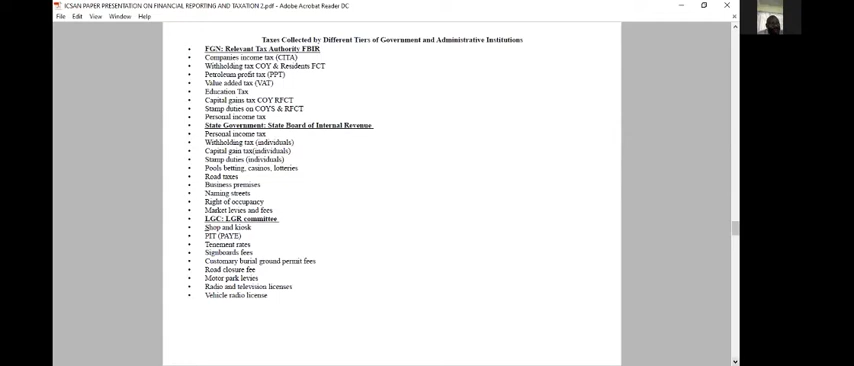 ICSAN PAPER PRESENTATION ON FINANCIAL REPORTING AND TAXATION 2.pdf - Adobe Acrobat Reader DC
File Edit View Window Help
Taxes Collected by Different Tiers of Government and Administrative Institutions
• FGN: Relevant Tax Authority FBIR
• Companies income tax (CITA)
• Withholding tax COY & Residents FCT
• Petroleum profit tax (PPT)
• Value added tax (VAT)
• Education Tax
• Capital gains tax COY RFCT
• Stamp duties on COYS & RFCT
• Personal income tax
• State Government: State Board of Internal Revenue
• Personal income tax
• Withholding tax (individuals)
• Capital gain tax(individuals)
• Stamp duties (individuals)
• Pools betting, casinos, lotteries
• Road taxes
• Business premises
• Naming streets
• Right of occupancy
• Market levies and fees
• LGC: LGR committee
• Shop and kiosk
• PIT (PAYE)
• Tenement rates
• Signboards fees
• Customary burial ground permit fees
• Road closure fee
• Motor park levies
• Radio and television licenses
• Vehicle radio license